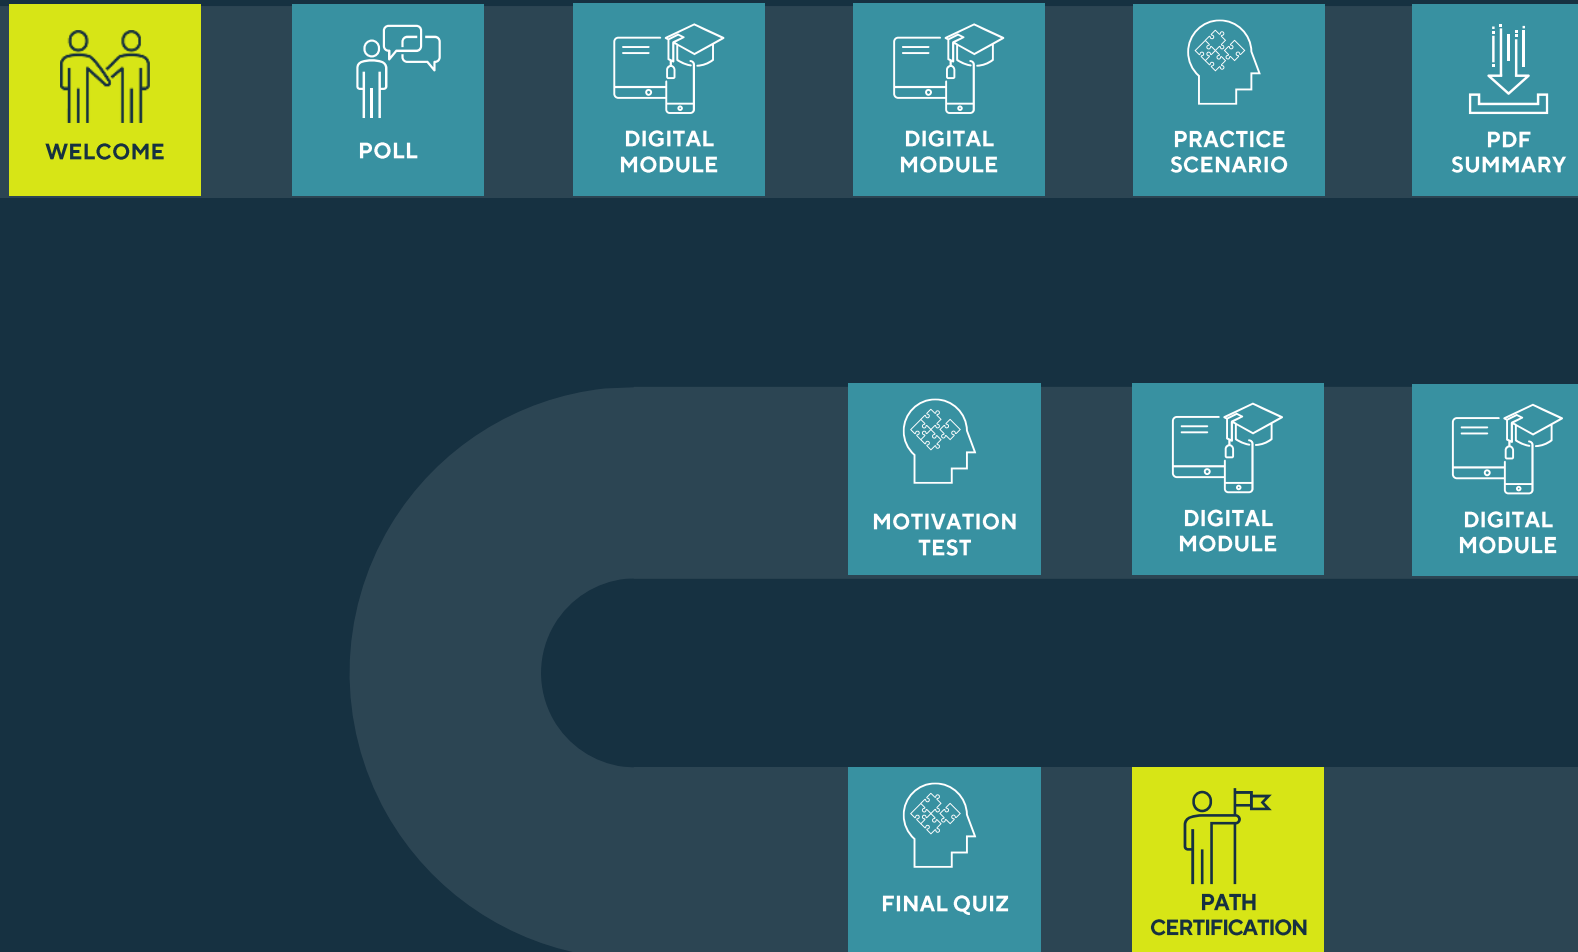 WELCOME
POLL
DIGITAL
MODULE
DIGITAL
MODULE
PRACTICE
SCENARIO
PDF
SUMMARY
MOTIVATION
TEST
DIGITAL
MODULE
DIGITAL
MODULE
FINAL QUIZ
PATH
CERTIFICATION